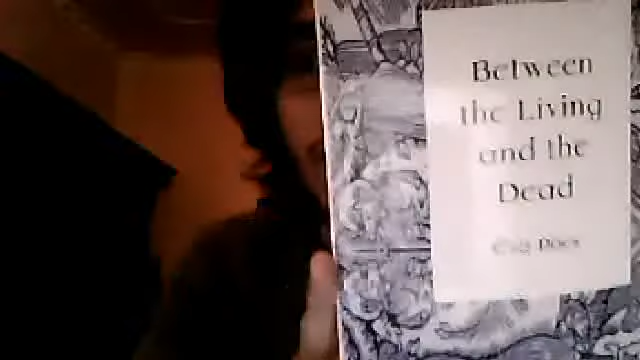 Between
the Living
and the
Dead